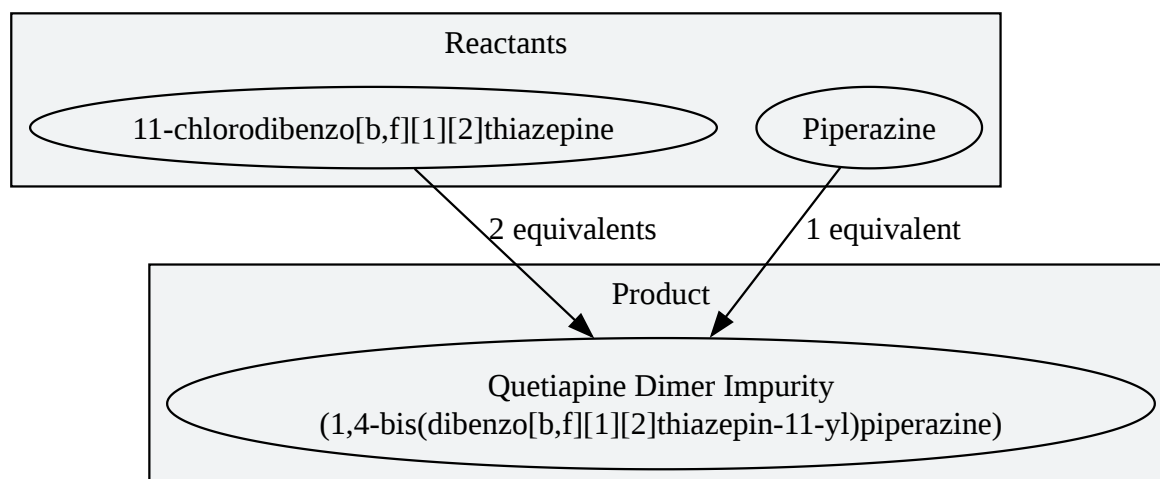 Reactants
11-chlorodibenzo[b,f][1][2]thiazepine
Piperazine
2 equivalents
1 equivalent
Product
Quetiapine Dimer Impurity
(1,4-bis(dibenzo[b,f][1][2]thiazepin-11-yl)piperazine)